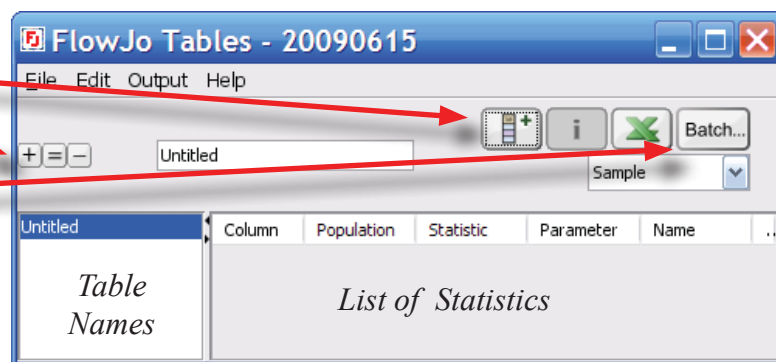 FlowJo Tables - 20090615
File Edit Output Help
+ = - Untitled i Batch...
Sample
Untitled Column Population Statistic Parameter Name ..
Table
Names
List of Statistics